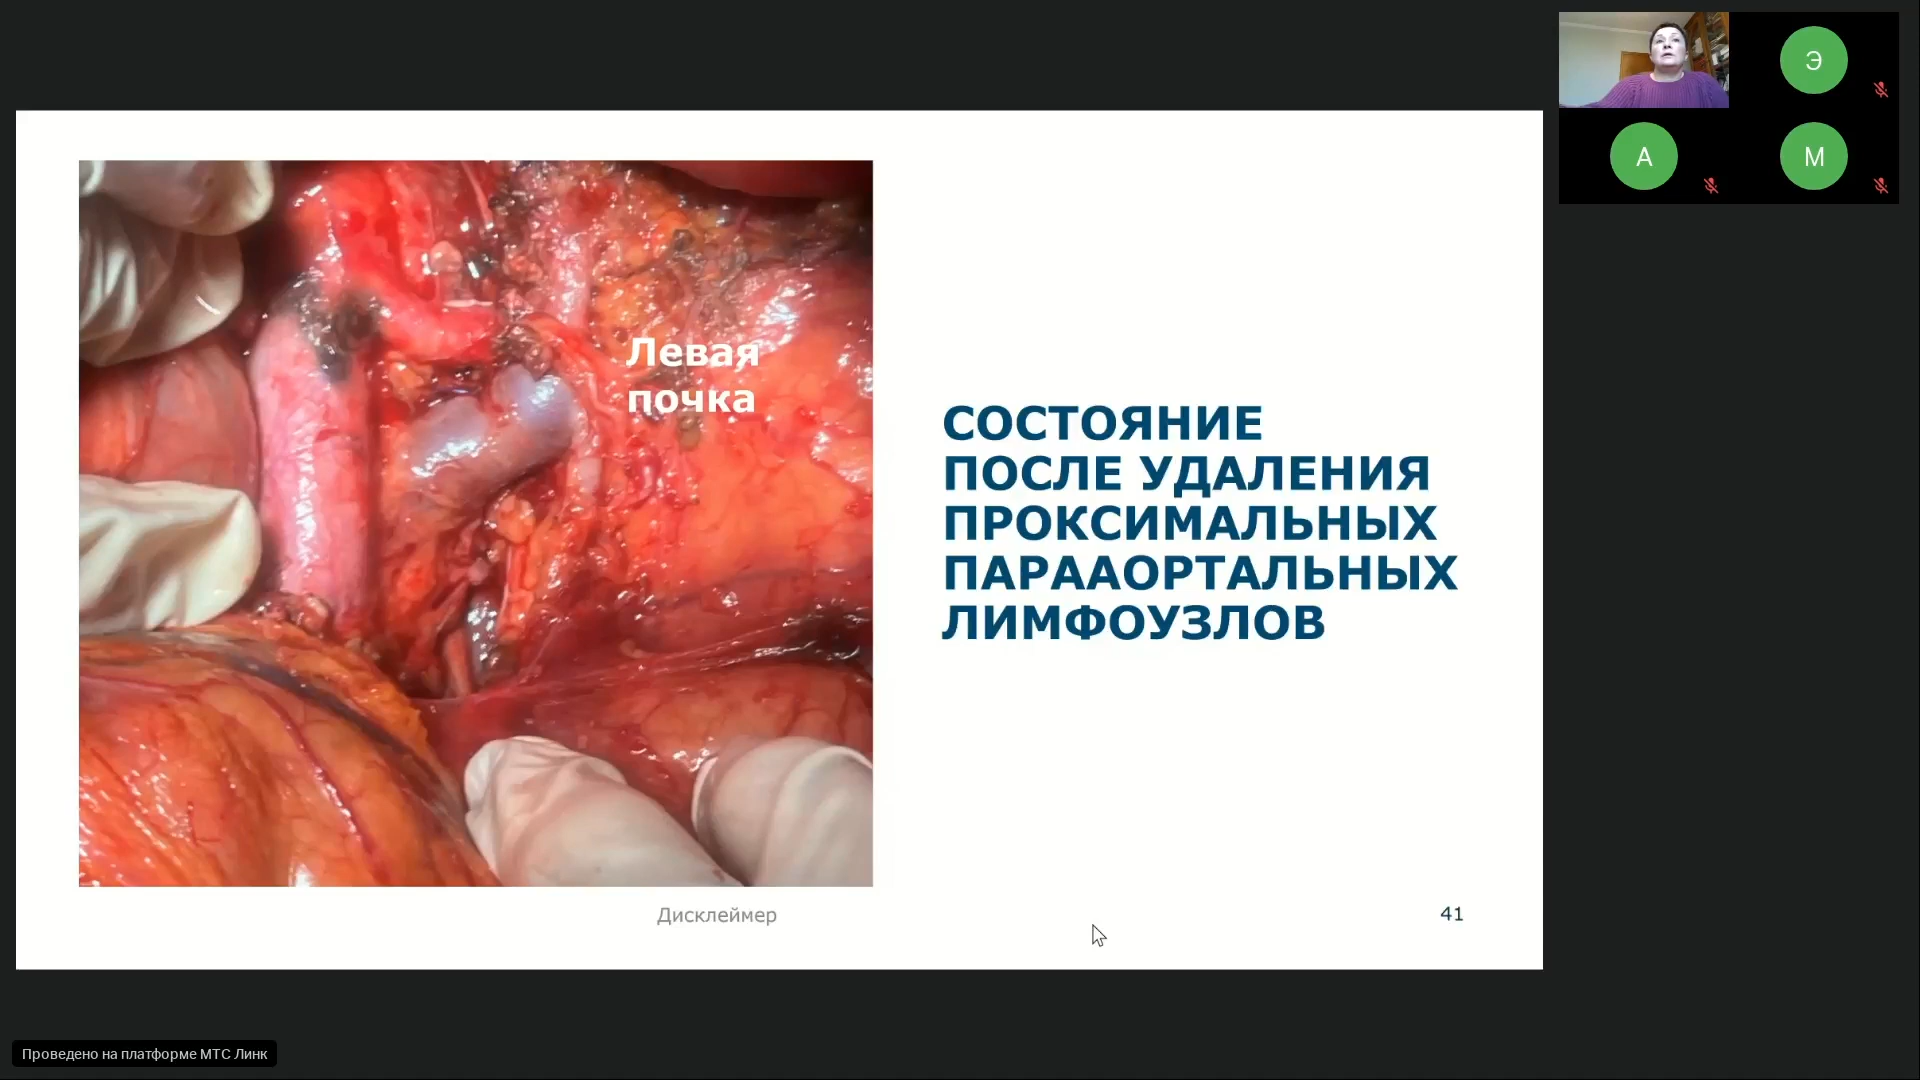 Э
А
М
Левая
почка
СОСТОЯНИЕ
ПОСЛЕ УДАЛЕНИЯ
ПРОКСИМАЛЬНЫХ
ПАРААОРТАЛЬНЫХ
ЛИМФОУЗЛОВ
Дисклеймер
41
Проведено на платформе МТС Линк